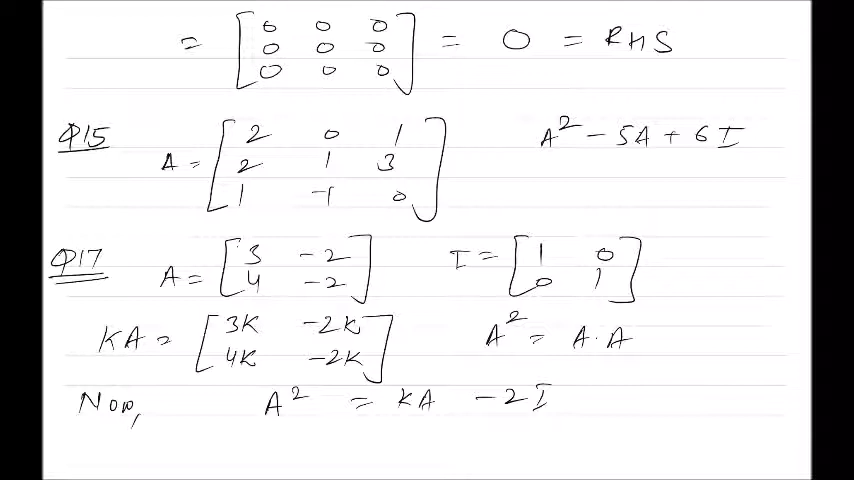 = [ 0 0 0
0 0 0
0 0 0 ] = 0 = RHS
Q15 A = [ 2 0 1
2 1 3
1 -1 0 ] A² - 5A + 6I
Q17 A = [ 3 -2
4 -2 ] I = [ 1 0
0 1 ]
KA = [ 3K -2K
4K -2K ] A² = A·A
Now, A² = KA - 2I